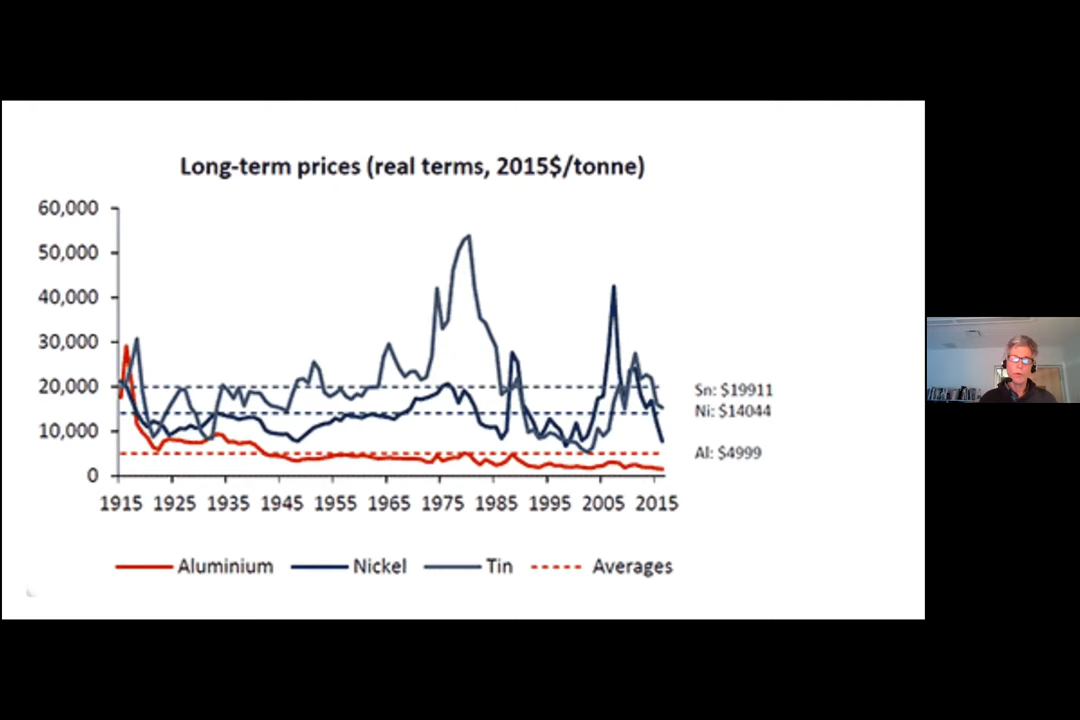 Long-term prices (real terms, 2015$/tonne)
60,000
50,000
40,000
30,000
20,000
10,000
0
Sn: $19911
Ni: $14044
Al: $4999
1915 1925 1935 1945 1955 1965 1975 1985 1995 2005 2015
Aluminium Nickel Tin Averages